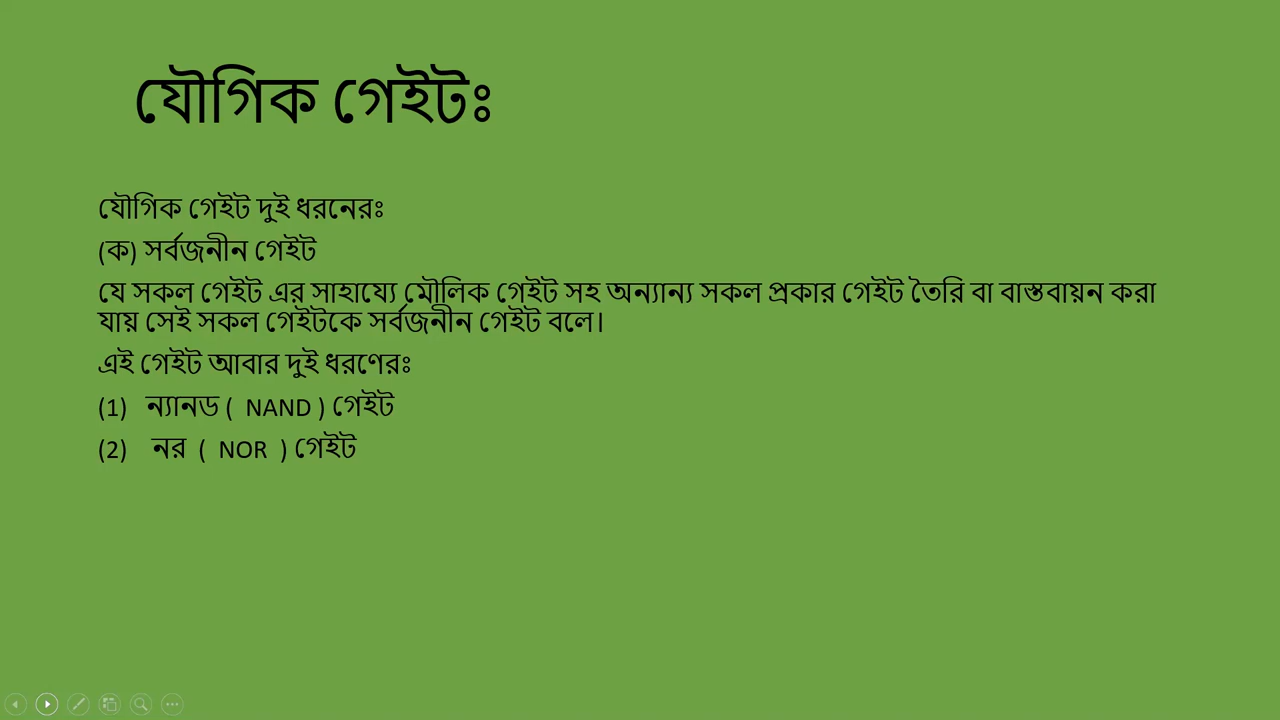 যৌগিক গেইটঃ
যৌগিক গেইট দুই ধরনেরঃ
(ক) সর্বজনীন গেইট
যে সকল গেইট এর সাহায্যে মৌলিক গেইট সহ অন্যান্য সকল প্রকার গেইট তৈরি বা বাস্তবায়ন করা
যায় সেই সকল গেইটকে সর্বজনীন গেইট বলে।
এই গেইট আবার দুই ধরণেরঃ
(1) ন্যানড ( NAND ) গেইট
(2) নর ( NOR ) গেইট